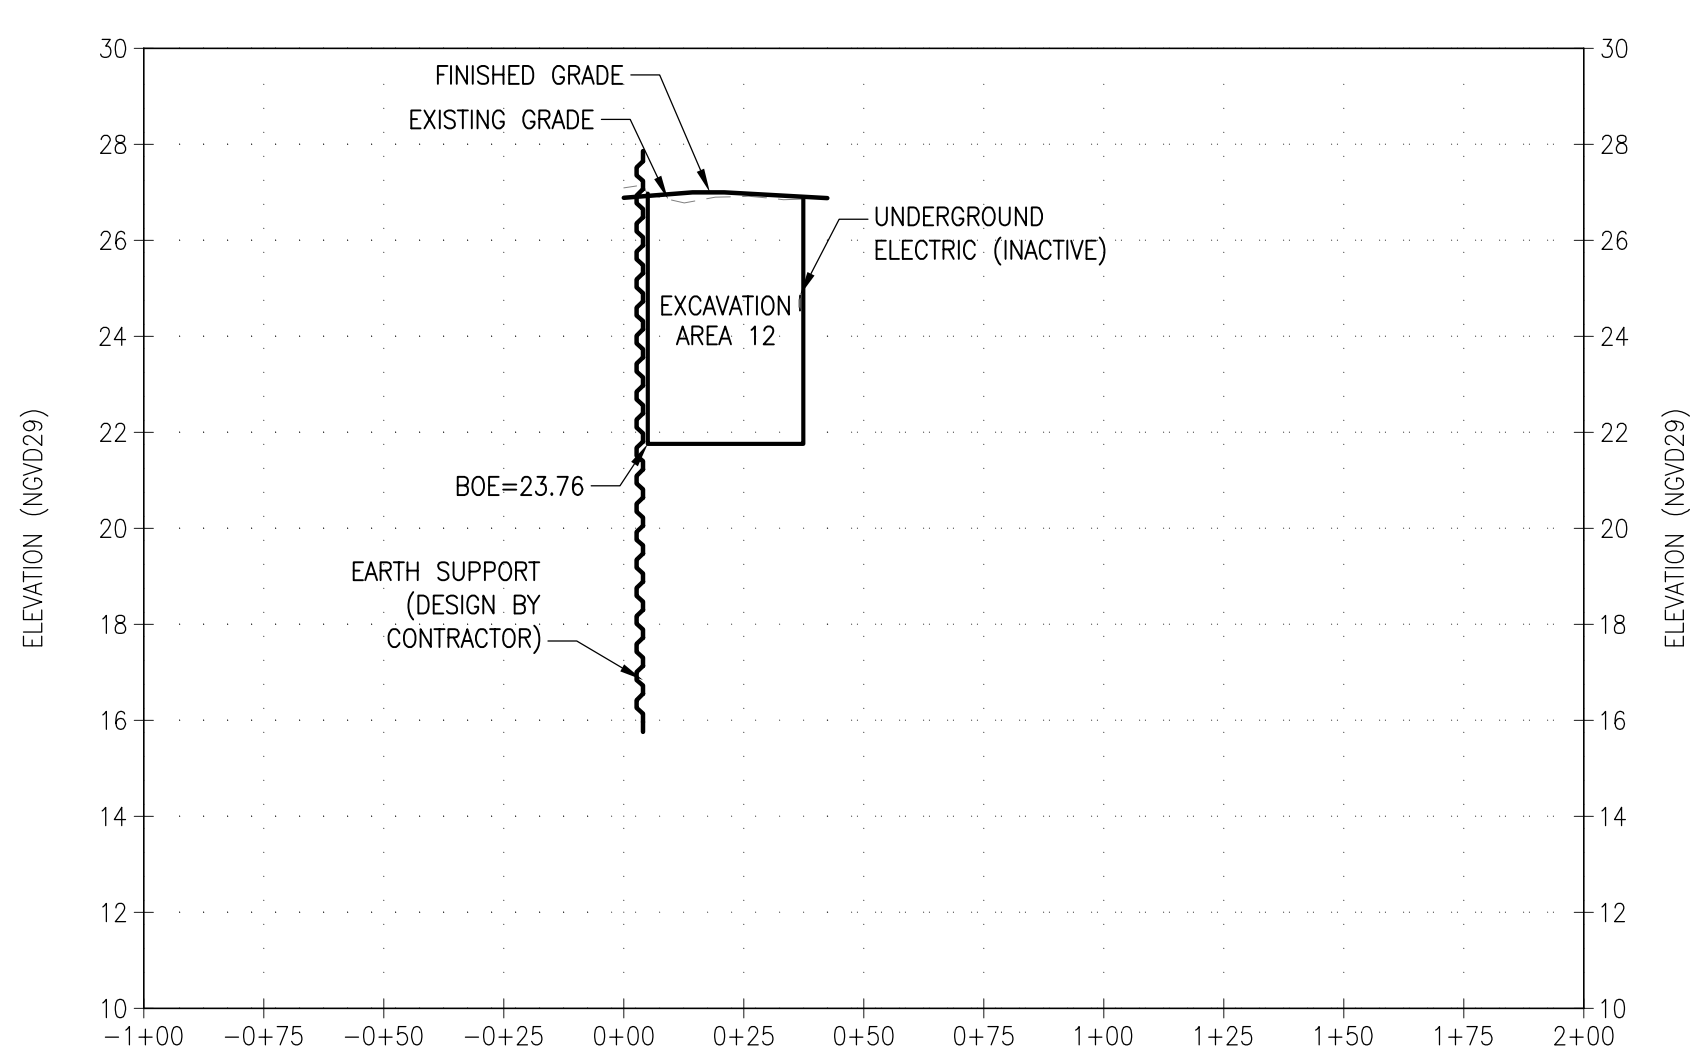 30
30
FINISHED GRADE
EXISTING GRADE
28
28
UNDERGROUND
ELECTRIC (INACTIVE)
26
26
EXCAVATION
AREA 12
24
24
22
22
BOE=23.76
20
20
EARTH SUPPORT
(DESIGN BY
CONTRACTOR)
18
18
16
16
14
14
12
12
10
10
ELEVATION (NGVD29)
ELEVATION (NGVD29)
-1+00 -0+75 -0+50 -0+25 0+00 0+25 0+50 0+75 1+00 1+25 1+50 1+75 2+00